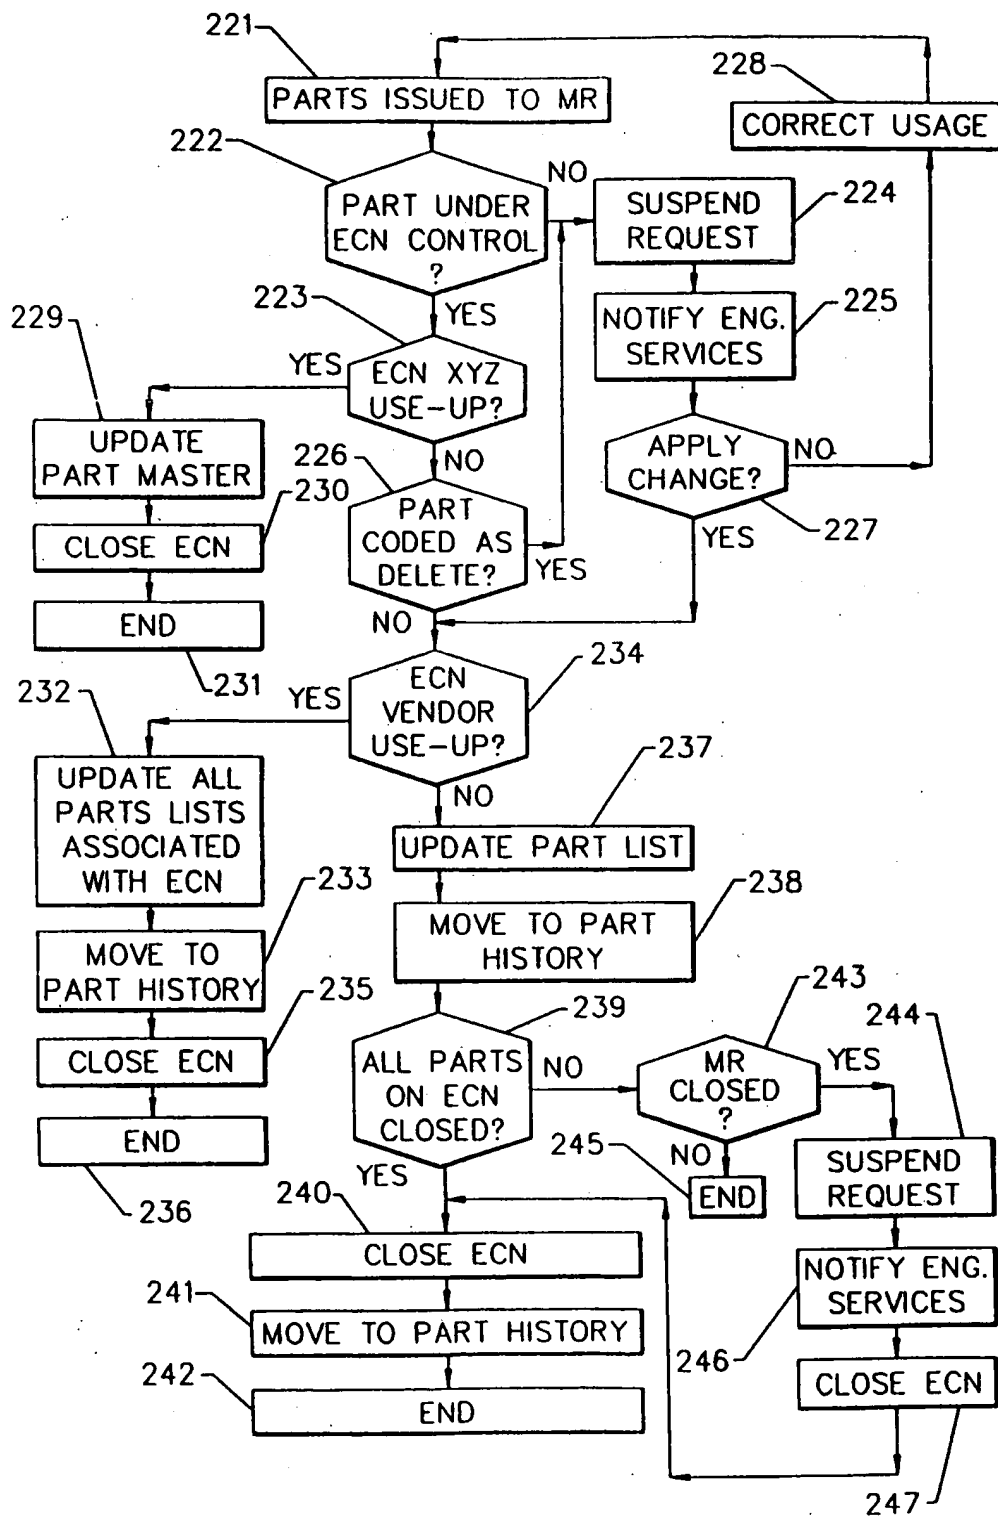 221
PARTS ISSUED TO MR
228
CORRECT USAGE
222
PART UNDER
ECN CONTROL
?
NO
SUSPEND
REQUEST
224
YES
223
NOTIFY ENG.
SERVICES
225
229
YES
ECN XYZ
USE-UP?
UPDATE
PART MASTER
226
NO
APPLY
CHANGE?
NO
227
YES
230
CLOSE ECN
PART
CODED AS
DELETE?
YES
END
231
NO
232
YES
ECN
VENDOR
USE-UP?
234
NO
237
UPDATE ALL
PARTS LISTS
ASSOCIATED
WITH ECN
UPDATE PART LIST
233
238
MOVE TO
PART HISTORY
MOVE TO PART
HISTORY
235
239
243
244
CLOSE ECN
ALL PARTS
ON ECN
CLOSED?
NO
MR
CLOSED
?
YES
END
236
YES
NO
245
END
SUSPEND
REQUEST
240
CLOSE ECN
NOTIFY ENG.
SERVICES
246
241
MOVE TO PART HISTORY
CLOSE ECN
242
END
247